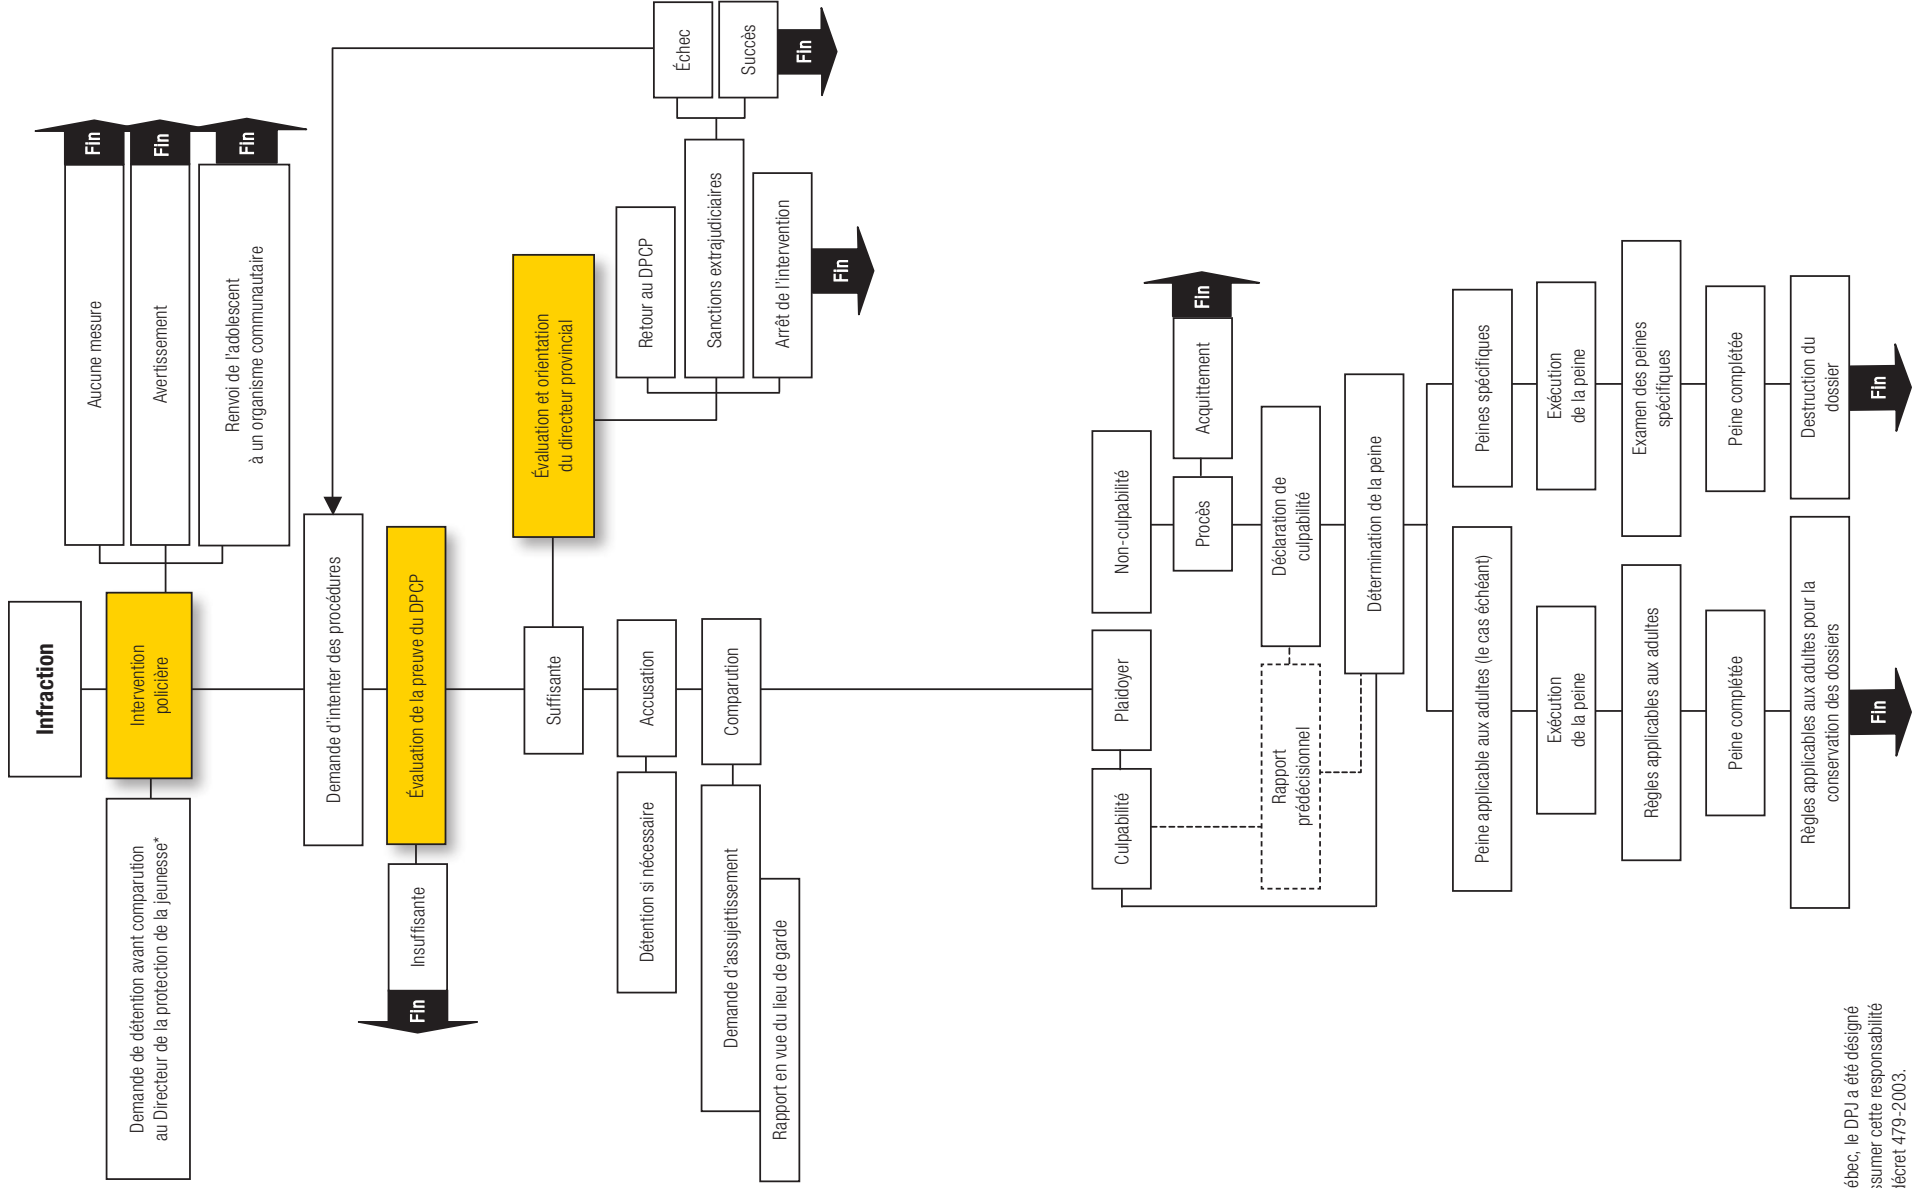 Infraction
Intervention
policière
Demande de détention avant comparution
au Directeur de la protection de la jeunesse*
Aucune mesure
Fin
Avertissement
Fin
Renvoi de l'adolescent
à un organisme communautaire
Fin
Demande d'intenter des procédures
Évaluation de la preuve du DPCP
Insuffisante
Fin
Suffisante
Évaluation et orientation
du directeur provincial
Retour au DPCP
Sanctions extrajudiciaires
Échec
Succès
Fin
Arrêt de l'intervention
Fin
Accusation
Détention si nécessaire
Comparution
Demande d'assujettissement
Rapport en vue du lieu de garde
Plaidoyer
Culpabilité
Non-culpabilité
Procès
Acquittement
Fin
Déclaration de
culpabilité
Rapport
prédécisionnel
Détermination de la peine
Peine applicable aux adultes (le cas échéant)
Peines spécifiques
Exécution
de la peine
Exécution
de la peine
Règles applicables aux adultes
Examen des peines
spécifiques
Peine complétée
Peine complétée
Règles applicables aux adultes pour la
conservation des dossiers
Destruction du
dossier
Fin
Fin
ébec, le DPJ a été désigné
ssumer cette responsabilité
écret 479-2003.